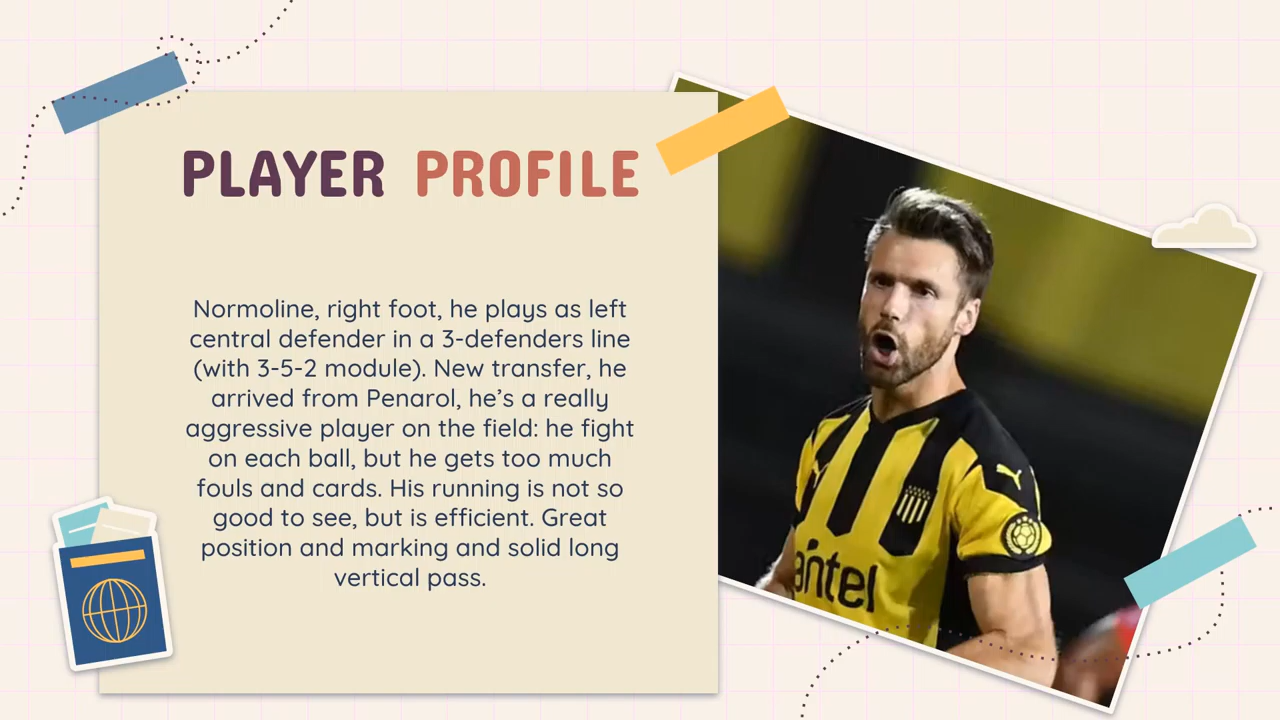 PLAYER PROFILE
Normoline, right foot, he plays as left
central defender in a 3-defenders line
(with 3-5-2 module). New transfer, he
arrived from Penarol, he’s a really
aggressive player on the field: he fight
on each ball, but he gets too much
fouls and cards. His running is not so
good to see, but is efficient. Great
position and marking and solid long
vertical pass.
antel